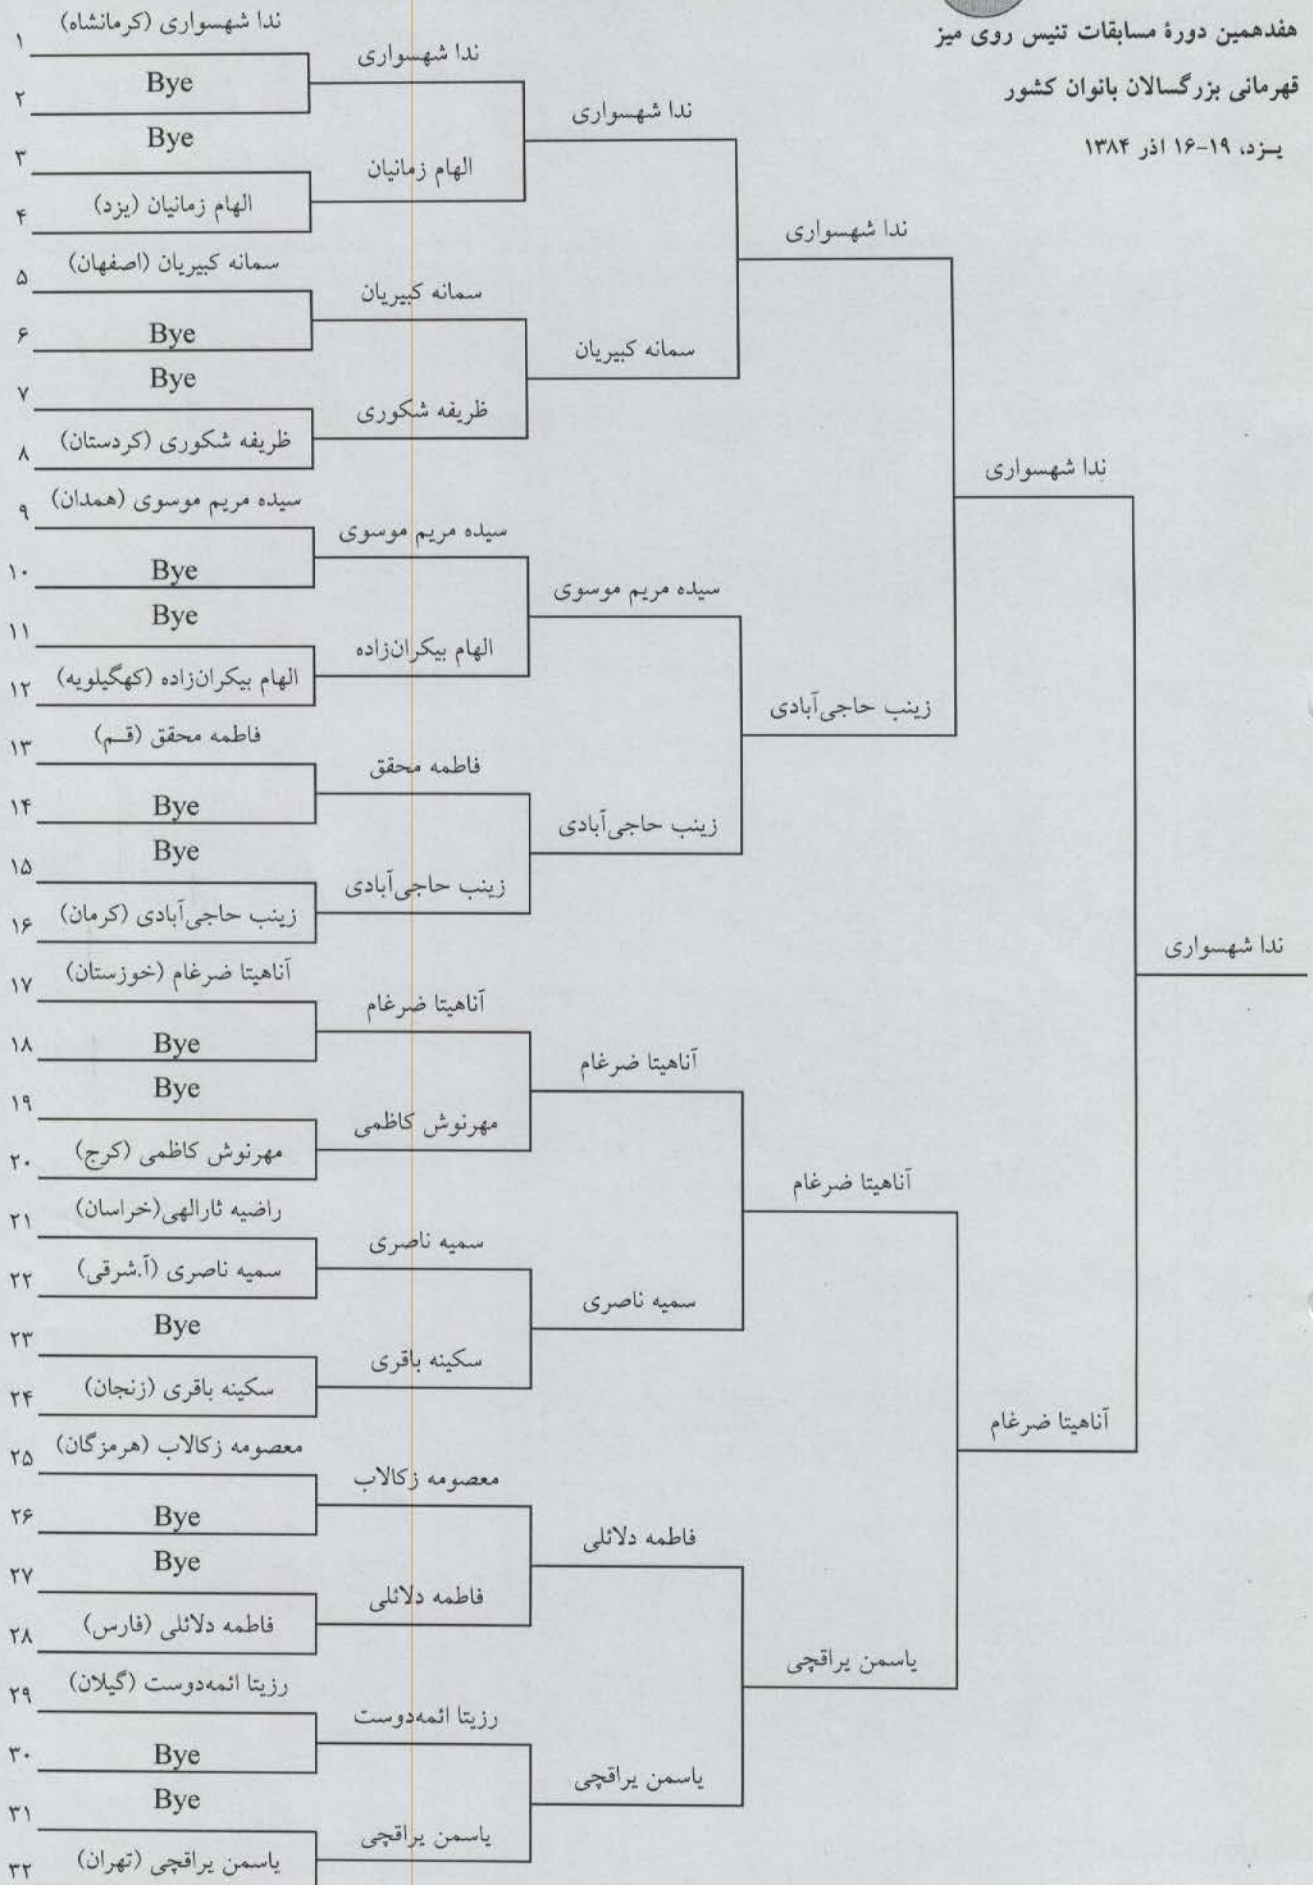 هفدهمین دورهٔ مسابقات تنیس روی میز
قهرمانی بزرگسالان بانوان کشور
یـزد، ۱۹-۱۶ اذر ۱۳۸۴
۱ ندا شهسواری (کرمانشاه)
۲ Bye
۳ Bye
۴ الهام زمانیان (یزد)
۵ سمانه کبیریان (اصفهان)
۶ Bye
۷ Bye
۸ ظریفه شکوری (کردستان)
۹ سیده مریم موسوی (همدان)
۱۰ Bye
۱۱ Bye
۱۲ الهام بیکران‌زاده (کهگیلویه)
۱۳ فاطمه محقق (قـم)
۱۴ Bye
۱۵ Bye
۱۶ زینب حاجی‌آبادی (کرمان)
۱۷ آناهیتا ضرغام (خوزستان)
۱۸ Bye
۱۹ Bye
۲۰ مهرنوش کاظمی (کرج)
۲۱ راضیه ثارالهی(خراسان)
۲۲ سمیه ناصری (آ.شرقی)
۲۳ Bye
۲۴ سکینه باقری (زنجان)
۲۵ معصومه زکالاب (هرمزگان)
۲۶ Bye
۲۷ Bye
۲۸ فاطمه دلائلی (فارس)
۲۹ رزیتا ائمه‌دوست (گیلان)
۳۰ Bye
۳۱ Bye
۳۲ یاسمن یراقچی (تهران)
ندا شهسواری
الهام زمانیان
سمانه کبیریان
ظریفه شکوری
سیده مریم موسوی
الهام بیکران‌زاده
فاطمه محقق
زینب حاجی‌آبادی
آناهیتا ضرغام
مهرنوش کاظمی
سمیه ناصری
سکینه باقری
معصومه زکالاب
فاطمه دلائلی
رزیتا ائمه‌دوست
یاسمن یراقچی
ندا شهسواری
سمانه کبیریان
سیده مریم موسوی
زینب حاجی‌آبادی
آناهیتا ضرغام
سمیه ناصری
فاطمه دلائلی
یاسمن یراقچی
ندا شهسواری
زینب حاجی‌آبادی
آناهیتا ضرغام
یاسمن یراقچی
ندا شهسواری
آناهیتا ضرغام
ندا شهسواری